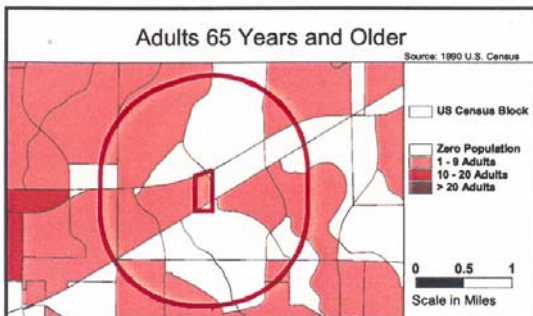 Adults 65 Years and Older
Source: 1990 U.S. Census
US Census Block
Zero Population
1 - 9 Adults
10 - 20 Adults
> 20 Adults
0 0.5 1
Scale in Miles